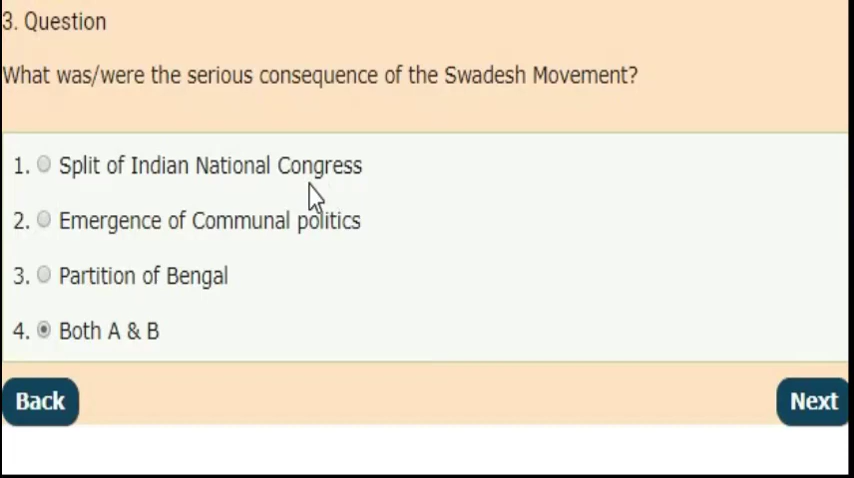 3. Question
What was/were the serious consequence of the Swadesh Movement?
1. Split of Indian National Congress
2. Emergence of Communal politics
3. Partition of Bengal
4. Both A & B
Back Next